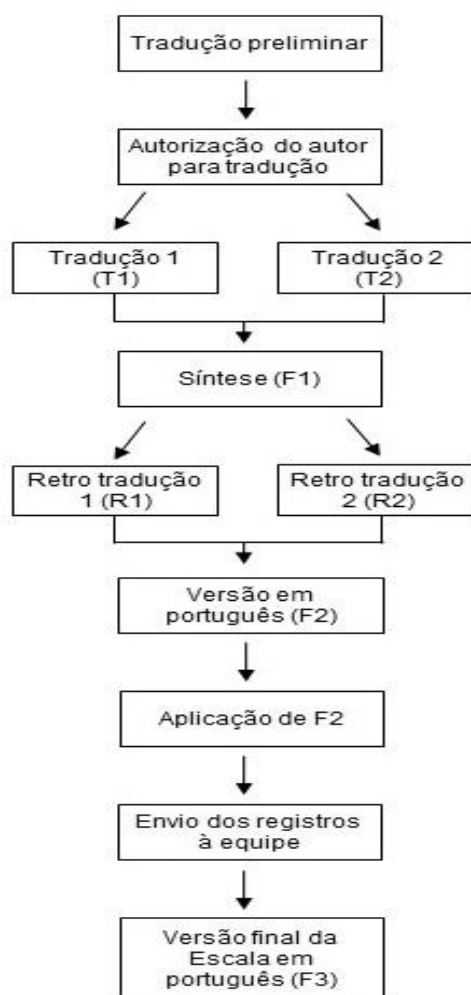 Tradução preliminar
Autorização do autor
para tradução
Tradução 1
(T1)
Tradução 2
(T2)
Síntese (F1)
Retro tradução
1 (R1)
Retro tradução
2 (R2)
Versão em
português (F2)
Aplicação de F2
Envio dos registros
à equipe
Versão final da
Escala em
português (F3)